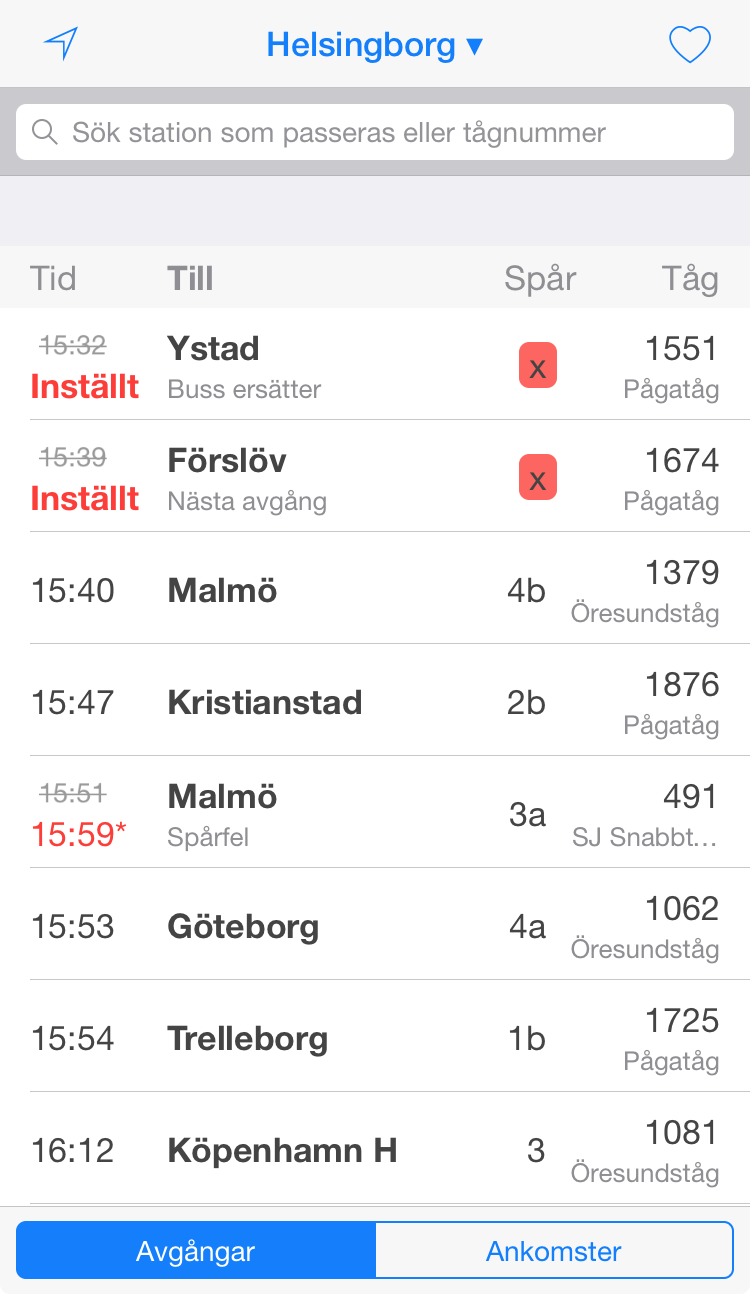 Helsingborg ▾
Sök station som passeras eller tågnummer
Tid Till Spår Tåg
15:32 Ystad x 1551
Inställt Buss ersätter Pågatåg
15:39 Förslöv x 1674
Inställt Nästa avgång Pågatåg
15:40 Malmö 4b 1379
Öresundståg
15:47 Kristianstad 2b 1876
Pågatåg
15:51 Malmö 3a 491
15:59* Spårfel SJ Snabbt...
15:53 Göteborg 4a 1062
Öresundståg
15:54 Trelleborg 1b 1725
Pågatåg
16:12 Köpenhamn H 3 1081
Öresundståg
Avgångar Ankomster